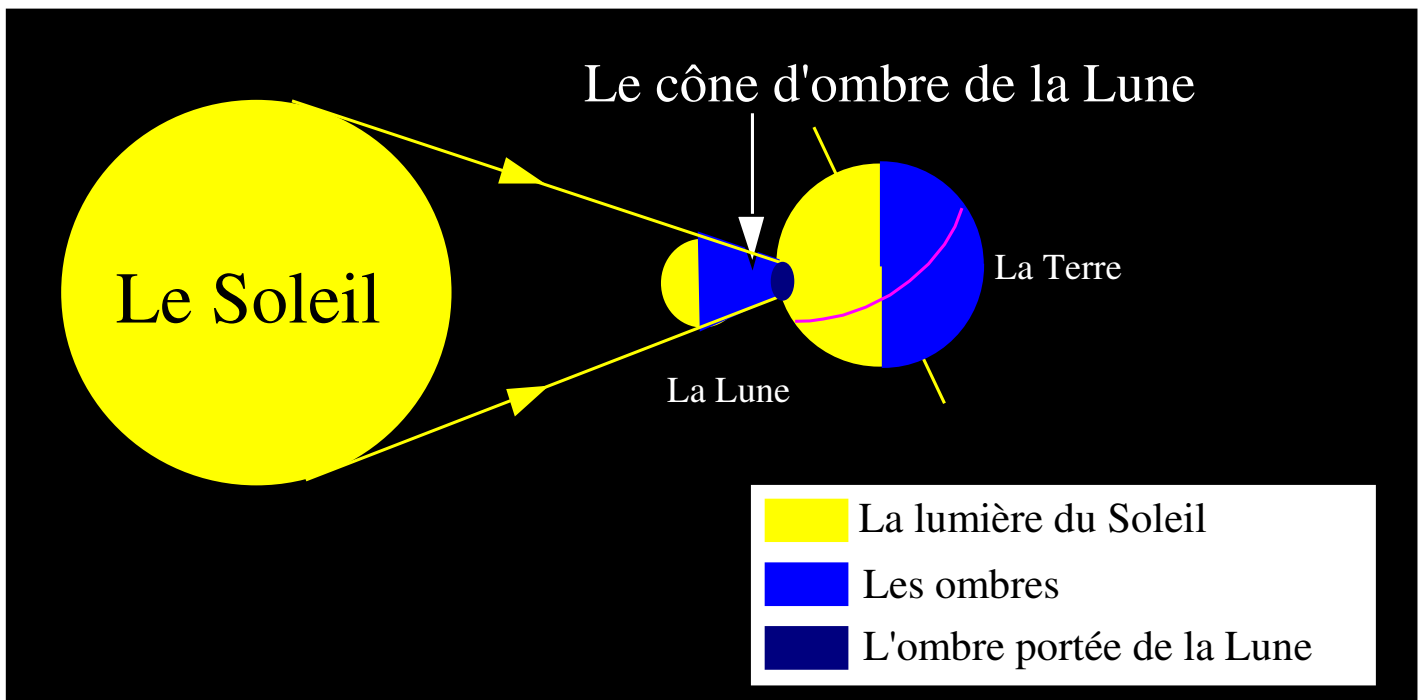 Le cône d'ombre de la Lune
Le Soleil
La Terre
La Lune
La lumière du Soleil
Les ombres
L'ombre portée de la Lune